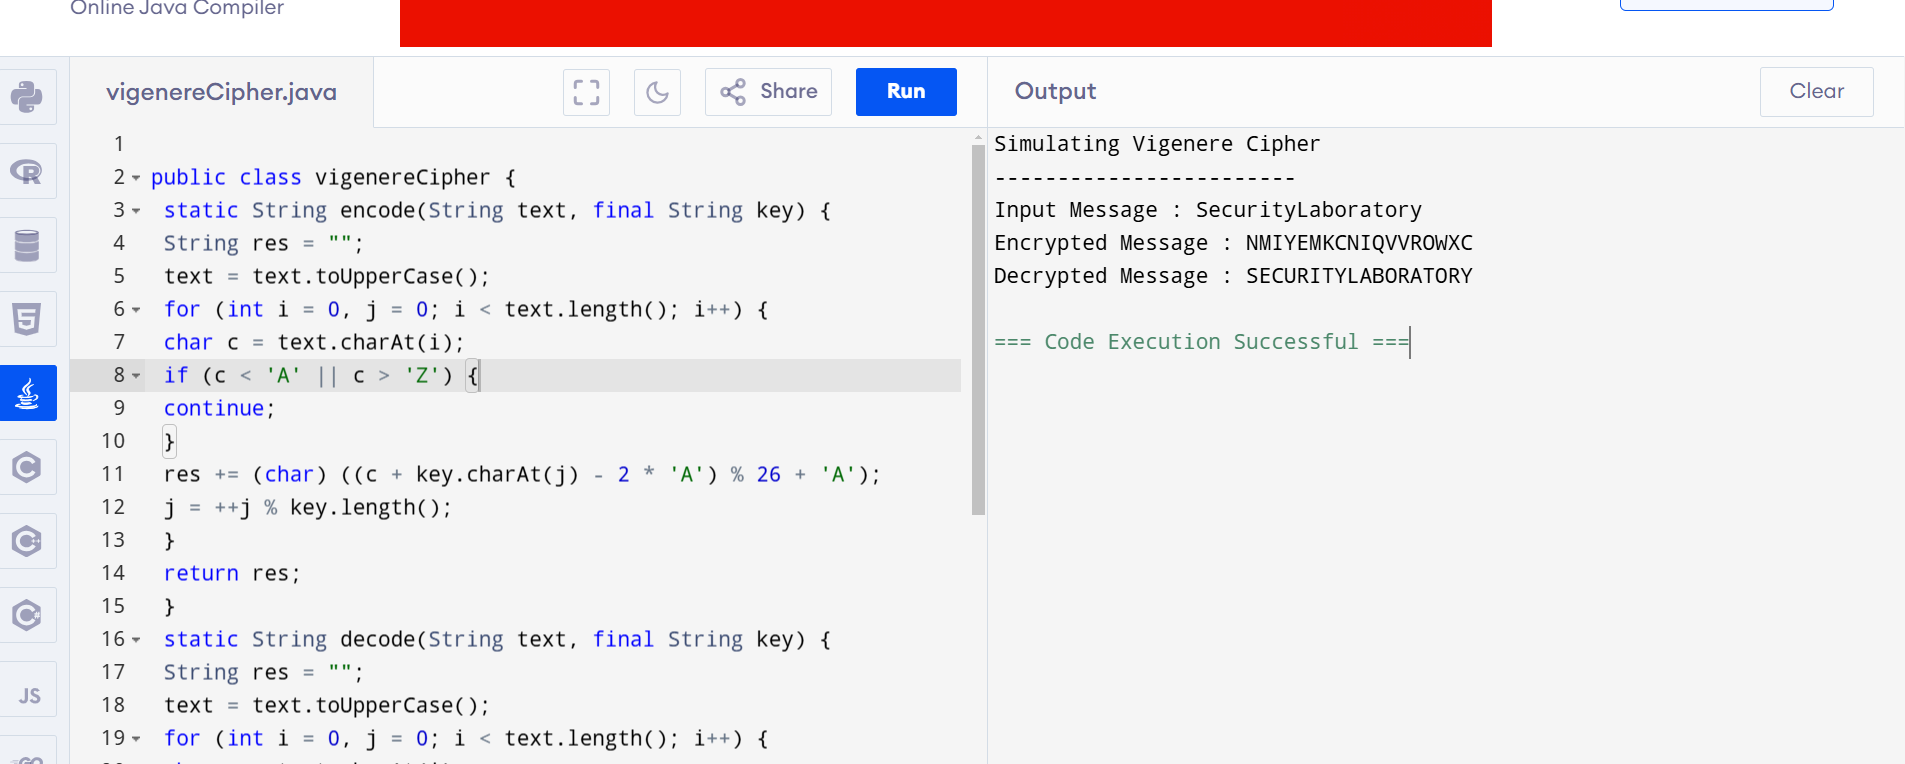 Online Java Compiler
vigenereCipher.java
Share
Run
Output
Clear
1
2 public class vigenereCipher {
3 static String encode(String text, final String key) {
4 String res = "";
5 text = text.toUpperCase();
6 for (int i = 0, j = 0; i < text.length(); i++) {
7 char c = text.charAt(i);
8 if (c < 'A' || c > 'Z') {
9 continue;
10 }
11 res += (char) ((c + key.charAt(j) - 2 * 'A') % 26 + 'A');
12 j = ++j % key.length();
13 }
14 return res;
15 }
16 static String decode(String text, final String key) {
17 String res = "";
18 text = text.toUpperCase();
19 for (int i = 0, j = 0; i < text.length(); i++) {
Simulating Vigenere Cipher
------------------------
Input Message : SecurityLaboratory
Encrypted Message : NMIYEMKCNIQVVROWXC
Decrypted Message : SECURITYLABORATORY
=== Code Execution Successful ===
JS